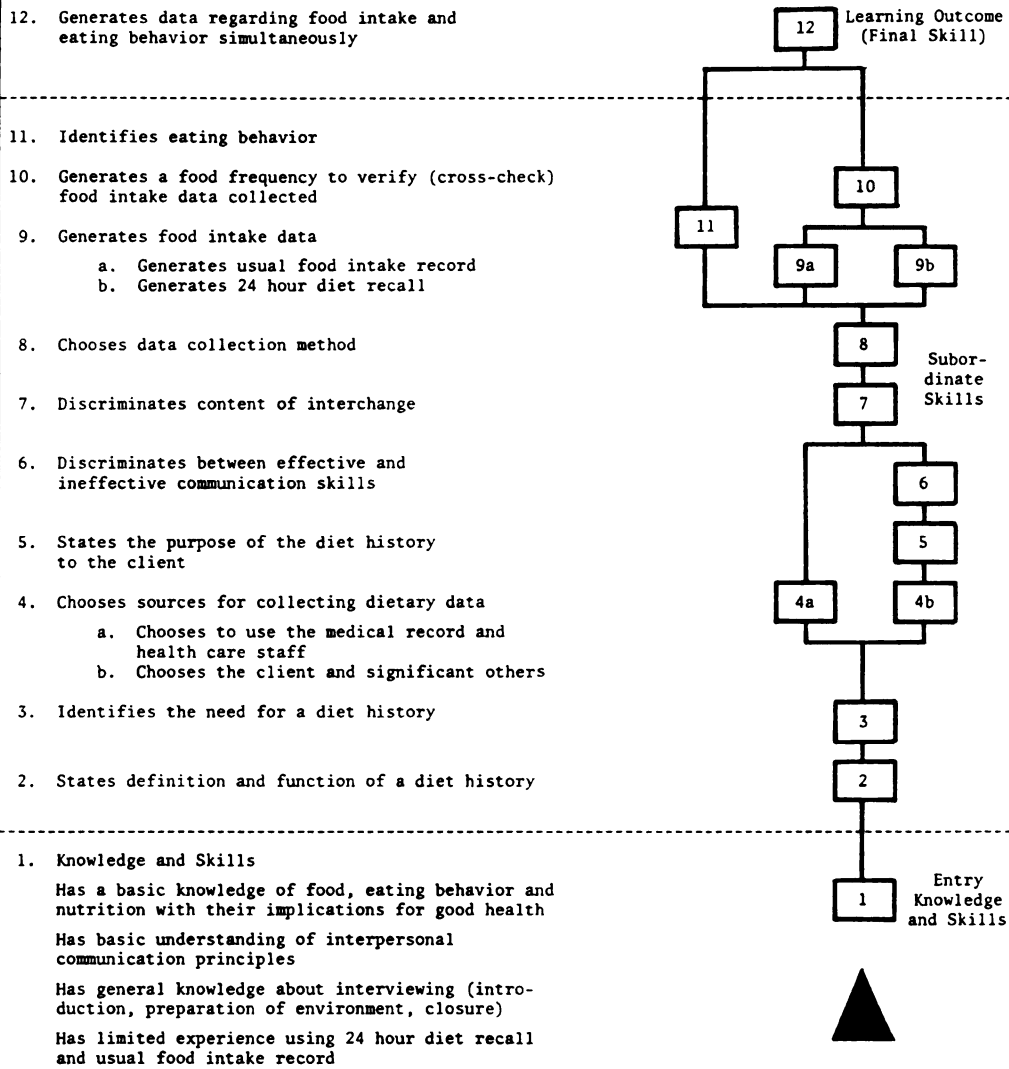 12. Generates data regarding food intake and
eating behavior simultaneously
11. Identifies eating behavior
10. Generates a food frequency to verify (cross-check)
food intake data collected
9. Generates food intake data
a. Generates usual food intake record
b. Generates 24 hour diet recall
8. Chooses data collection method
7. Discriminates content of interchange
6. Discriminates between effective and
ineffective communication skills
5. States the purpose of the diet history
to the client
4. Chooses sources for collecting dietary data
a. Chooses to use the medical record and
health care staff
b. Chooses the client and significant others
3. Identifies the need for a diet history
2. States definition and function of a diet history
1. Knowledge and Skills
Has a basic knowledge of food, eating behavior and
nutrition with their implications for good health
Has basic understanding of interpersonal
communication principles
Has general knowledge about interviewing (intro-
duction, preparation of environment, closure)
Has limited experience using 24 hour diet recall
and usual food intake record
12
Learning Outcome
(Final Skill)
10
11
9a
9b
8
Subor-
dinate
Skills
7
6
5
4a
4b
3
2
1
Entry
Knowledge
and Skills